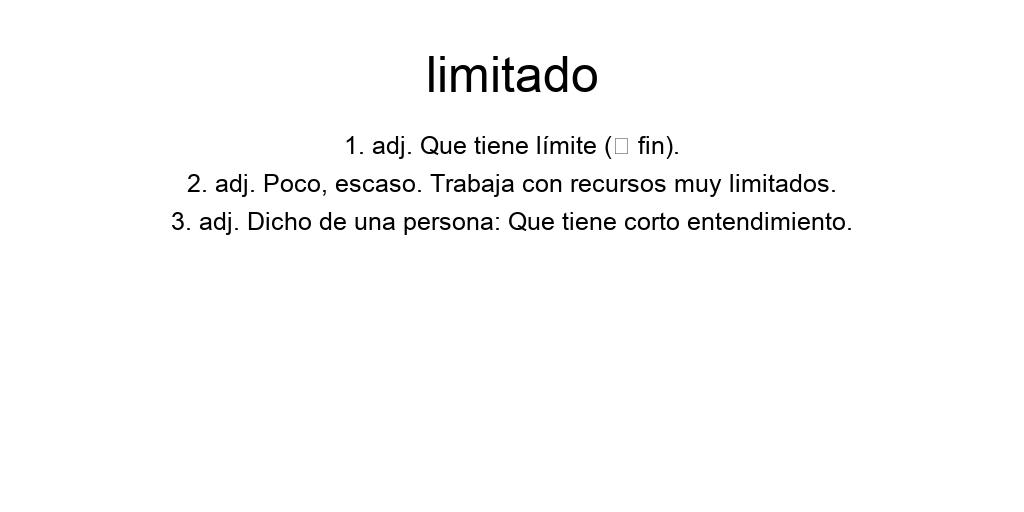 limitado
1. adj. Que tiene límite (□ fin).
2. adj. Poco, escaso. Trabaja con recursos muy limitados.
3. adj. Dicho de una persona: Que tiene corto entendimiento.